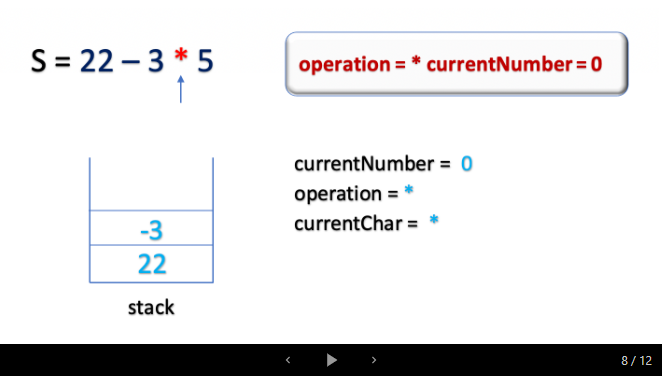 S = 22 – 3 * 5
operation = * currentNumber = 0
currentNumber = 0
operation = *
currentChar = *
-3
22
stack
8 / 12